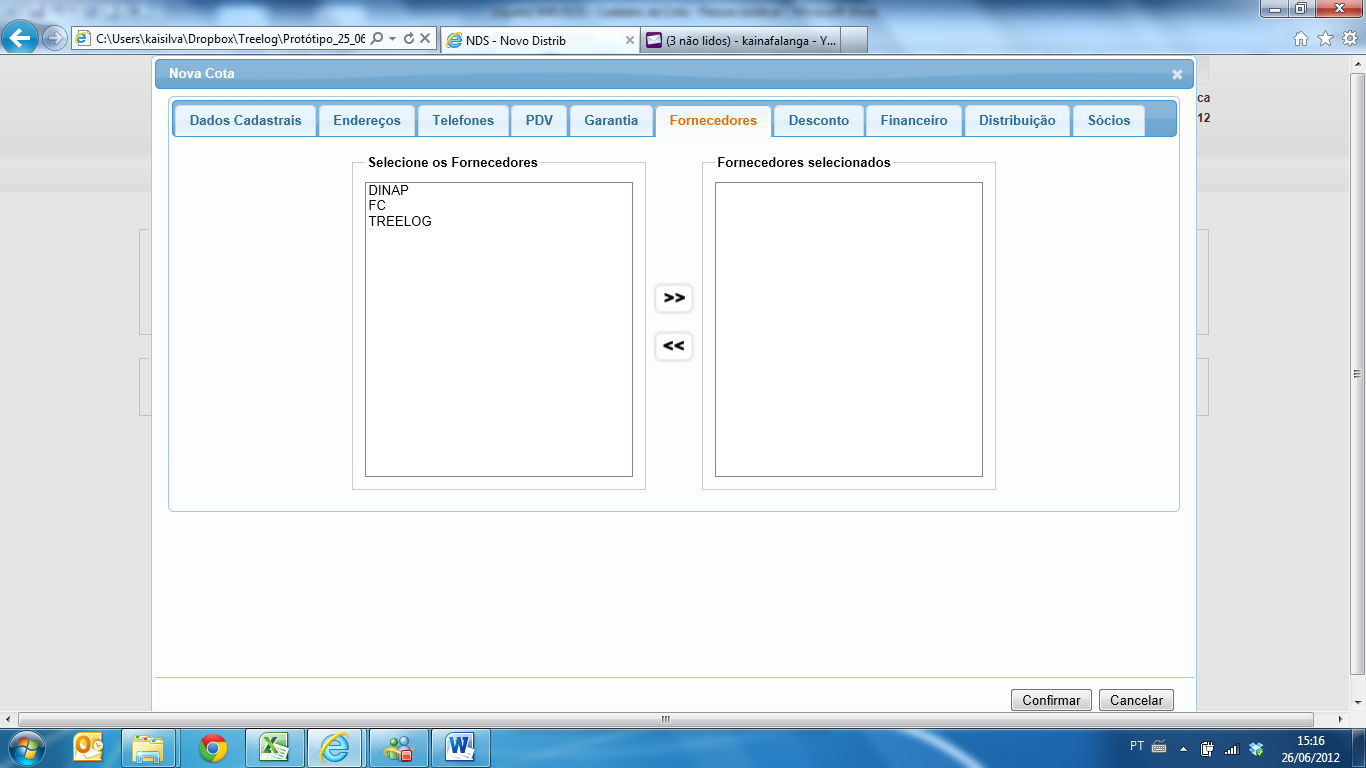 C:\Users\kaisilva\Dropbox\Treelog\Protótipo_25_06
NDS - Novo Distrib
(3 não lidos) - kainafalanga - Y...
Nova Cota
ca
12
Dados Cadastrais
Endereços
Telefones
PDV
Garantia
Fornecedores
Desconto
Financeiro
Distribuição
Sócios
Selecione os Fornecedores
Fornecedores selecionados
DINAP
FC
TREELOG
>>
<<
Confirmar
Cancelar
PT
15:16
26/06/2012